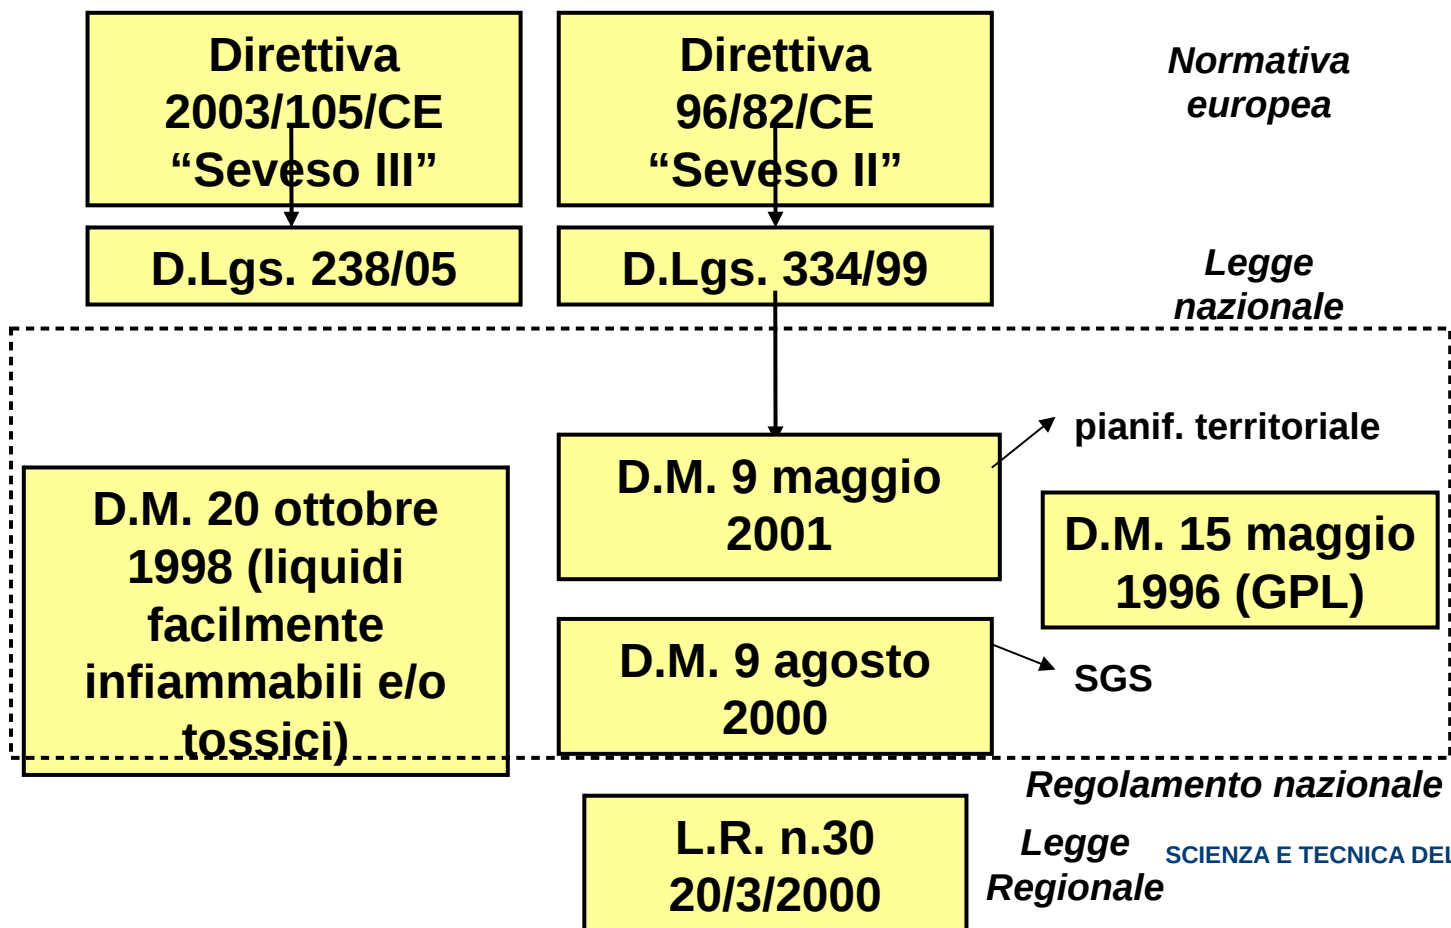 Direttiva
2003/105/CE
“Seveso III”
Direttiva
96/82/CE
“Seveso II”
Normativa
europea
D.Lgs. 238/05
D.Lgs. 334/99
Legge
nazionale
D.M. 20 ottobre
1998 (liquidi
facilmente
infiammabili e/o
tossici)
D.M. 9 maggio
2001
pianif. territoriale
D.M. 15 maggio
1996 (GPL)
D.M. 9 agosto
2000
SGS
Regolamento nazionale
L.R. n.30
20/3/2000
Legge
Regionale
SCIENZA E TECNICA DEL